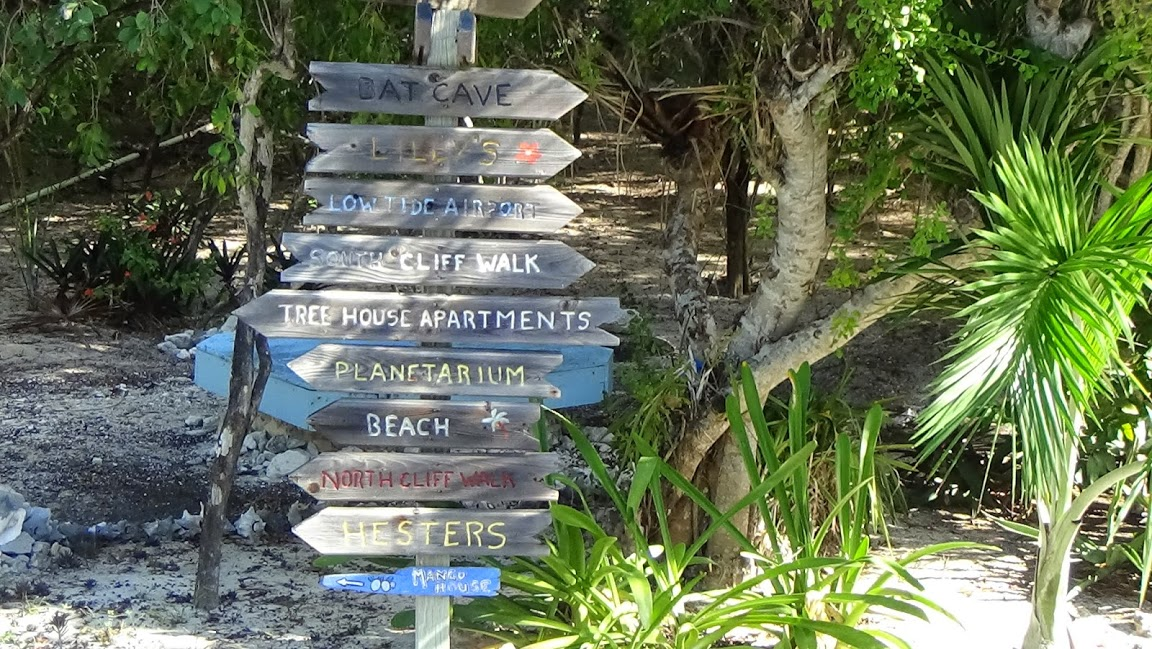 BAT CAVE
LILLY'S
LOW TIDE AIRPORT
SOUTH CLIFF WALK
TREE HOUSE APARTMENTS
PLANETARIUM
BEACH
NORTH CLIFF WALK
HESTERS
MANGO
HOUSE